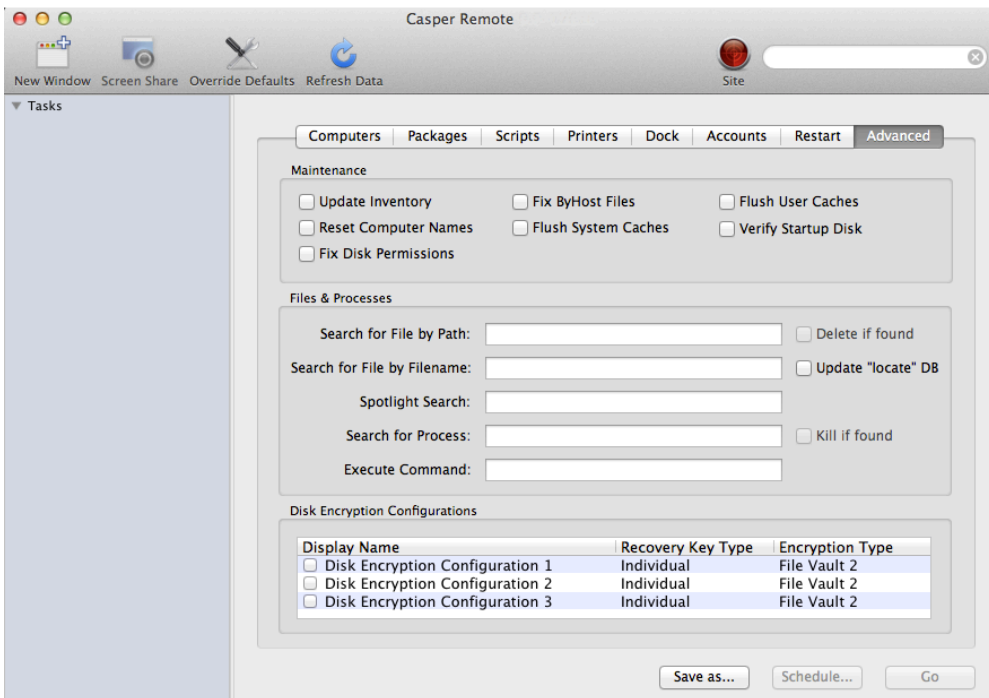 Casper Remote
New Window Screen Share Override Defaults Refresh Data Site
Tasks
Computers Packages Scripts Printers Dock Accounts Restart Advanced
Maintenance
Update Inventory Fix ByHost Files Flush User Caches
Reset Computer Names Flush System Caches Verify Startup Disk
Fix Disk Permissions
Files & Processes
Search for File by Path: Delete if found
Search for File by Filename: Update "locate" DB
Spotlight Search:
Search for Process: Kill if found
Execute Command:
Disk Encryption Configurations
Display Name Recovery Key Type Encryption Type
Disk Encryption Configuration 1 Individual File Vault 2
Disk Encryption Configuration 2 Individual File Vault 2
Disk Encryption Configuration 3 Individual File Vault 2
Save as... Schedule... Go